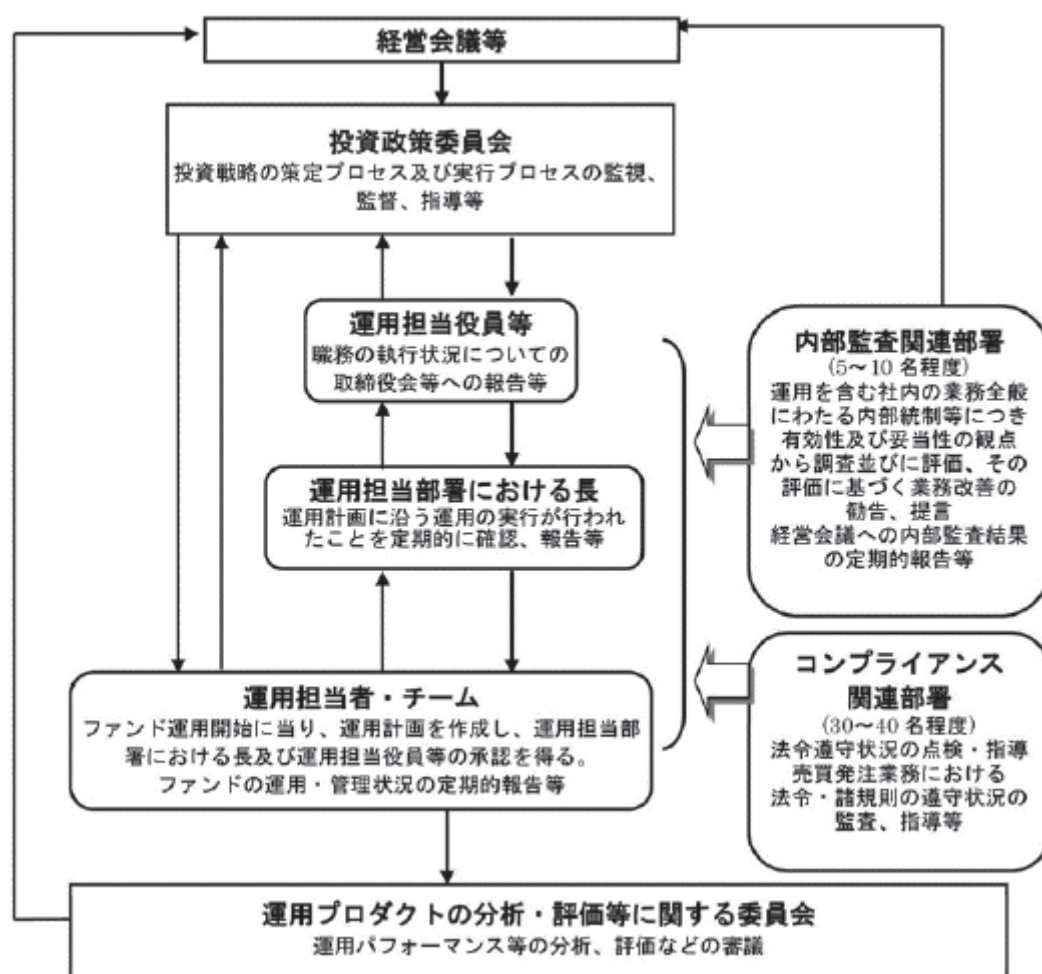 経営会議等
投資政策委員会
投資戦略の策定プロセス及び実行プロセスの監視、
監督、指導等
運用担当役員等
職務の執行状況についての
取締役会等への報告等
運用担当部署における長
運用計画に沿う運用の実行が行われ
たことを定期的に確認、報告等
運用担当者・チーム
ファンド運用開始に当り、運用計画を作成し、運用担当部
署における長及び運用担当役員等の承認を得る。
ファンドの運用・管理状況の定期的報告等
内部監査関連部署
(5～10 名程度)
運用を含む社内の業務全般
にわたる内部統制等につき
有効性及び妥当性の観点
から調査並びに評価、その
評価に基づく業務改善の
勧告、提言
経営会議への内部監査結果
の定期的報告等
コンプライアンス
関連部署
(30～40 名程度)
法令遵守状況の点検・指導
売買発注業務における
法令・諸規則の遵守状況の
監査、指導等
運用プロダクトの分析・評価等に関する委員会
運用パフォーマンス等の分析、評価などの審議